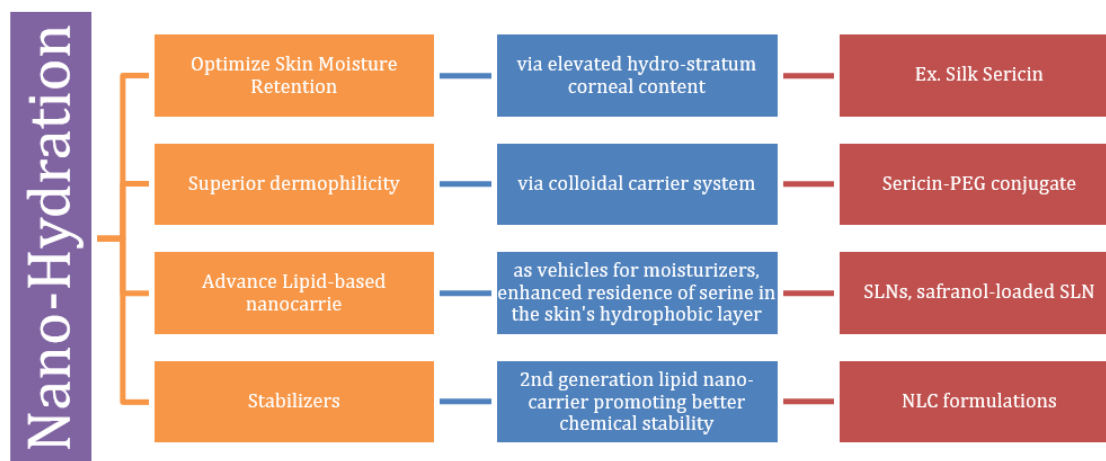 Nano-Hydration
Optimize Skin Moisture
Retention
via elevated hydro-stratum
corneal content
Ex. Silk Sericin
Superior dermophilicity
via colloidal carrier system
Sericin-PEG conjugate
Advance Lipid-based
nanocarrie
as vehicles for moisturizers,
enhanced residence of serine in
the skin's hydrophobic layer
SLNs, safranol-loaded SLN
Stabilizers
2nd generation lipid nano-
carrier promoting better
chemical stability
NLC formulations